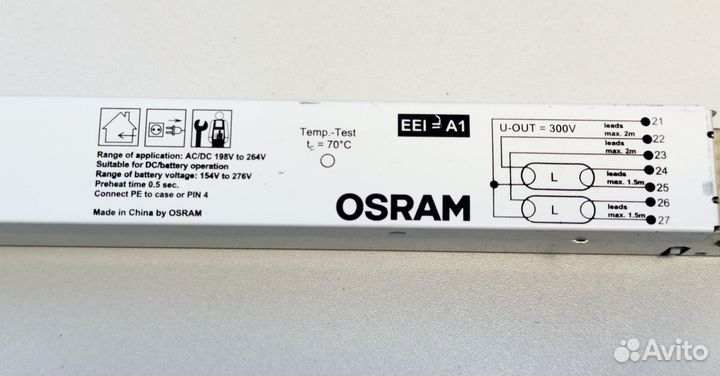 Range of application: AC/DC 198V to 264V
Suitable for DC/battery operation
Range of battery voltage: 154V to 276V
Preheat time 0.5 sec.
Connect PE to case or PIN 4
Made in China by OSRAM
Temp.-Test
tc = 70°C
OSRAM
EEI = A1
U-OUT = 300V
leads
max. 2m
leads
max. 2m
L
leads
max. 1.5m
L
leads
max. 1.5m
21
22
23
24
25
26
27
Avito